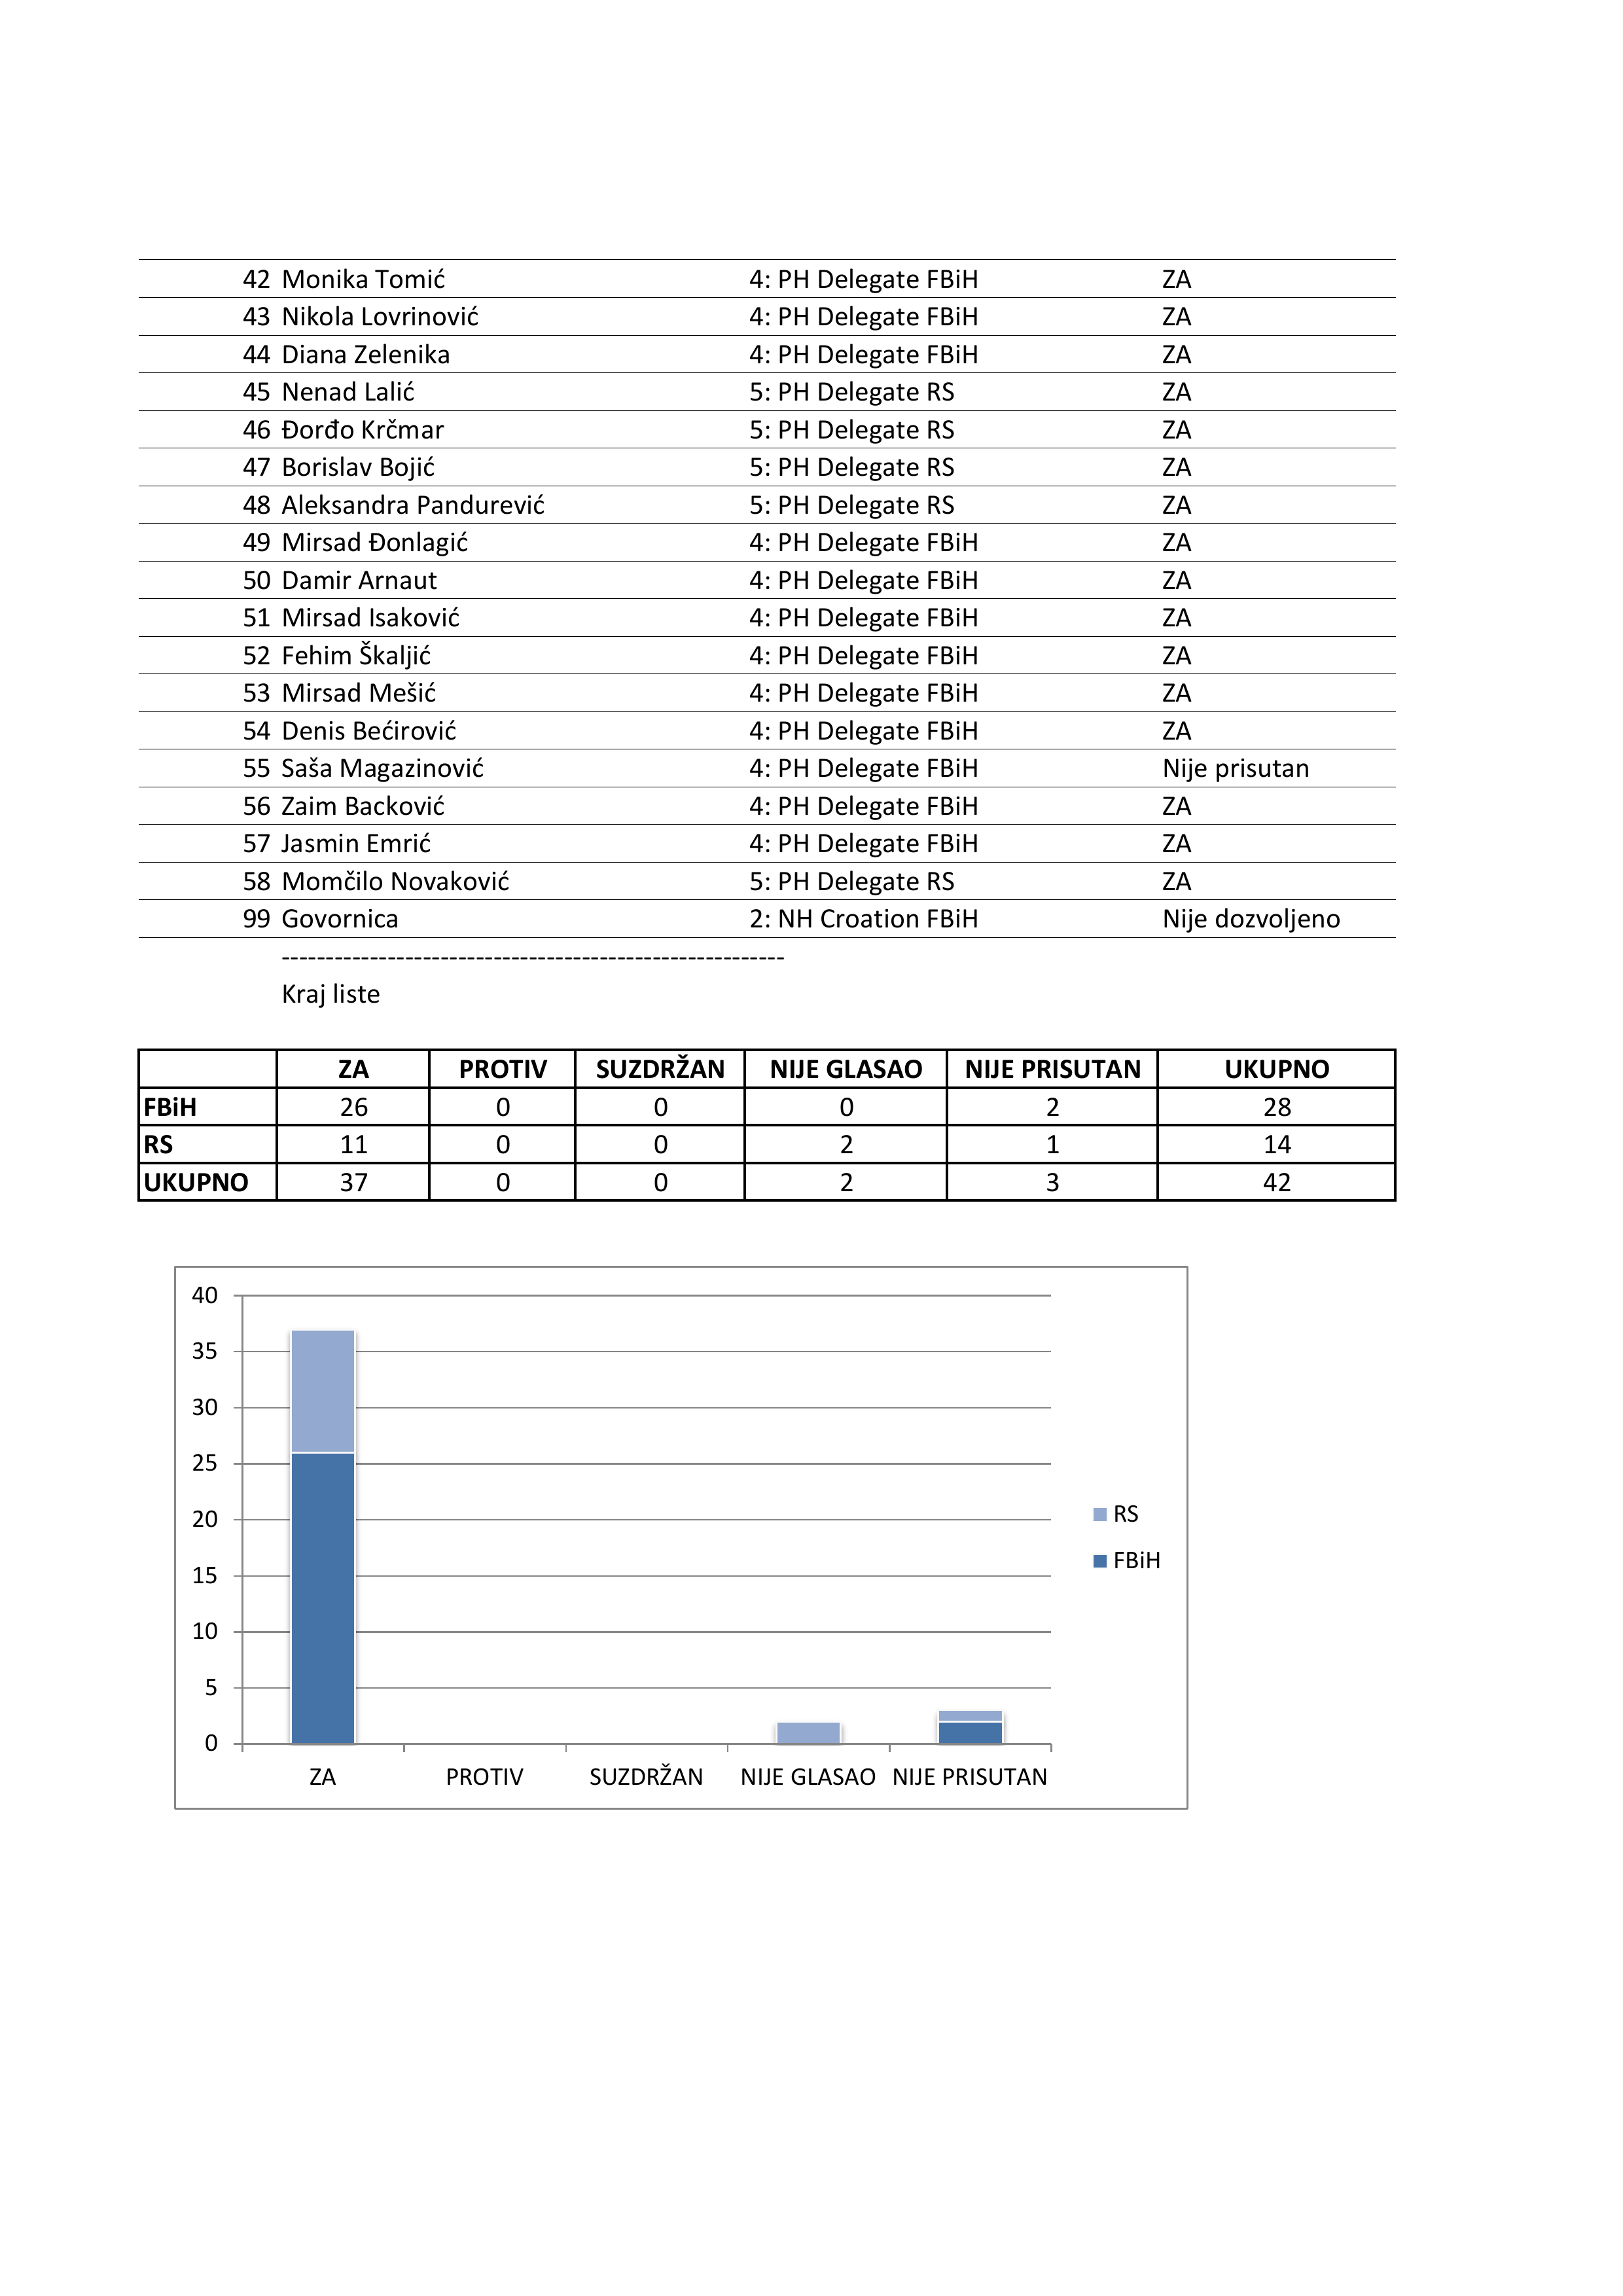 42 Monika Tomić 4: PH Delegate FBiH ZA
43 Nikola Lovrinović 4: PH Delegate FBiH ZA
44 Diana Zelenika 4: PH Delegate FBiH ZA
45 Nenad Lalić 5: PH Delegate RS ZA
46 Đorđo Krčmar 5: PH Delegate RS ZA
47 Borislav Bojić 5: PH Delegate RS ZA
48 Aleksandra Pandurević 5: PH Delegate RS ZA
49 Mirsad Đonlagić 4: PH Delegate FBiH ZA
50 Damir Arnaut 4: PH Delegate FBiH ZA
51 Mirsad Isaković 4: PH Delegate FBiH ZA
52 Fehim Škaljić 4: PH Delegate FBiH ZA
53 Mirsad Mešić 4: PH Delegate FBiH ZA
54 Denis Bećirović 4: PH Delegate FBiH ZA
55 Saša Magazinović 4: PH Delegate FBiH Nije prisutan
56 Zaim Backović 4: PH Delegate FBiH ZA
57 Jasmin Emrić 4: PH Delegate FBiH ZA
58 Momčilo Novaković 5: PH Delegate RS ZA
99 Govornica 2: NH Croation FBiH Nije dozvoljeno
---------------------------------------------------------
Kraj liste
ZA PROTIV SUZDRŽAN NIJE GLASAO NIJE PRISUTAN UKUPNO
FBiH 26 0 0 0 2 28
RS 11 0 0 2 1 14
UKUPNO 37 0 0 2 3 42
40
35
30
25
20
15
10
5
0
ZA PROTIV SUZDRŽAN NIJE GLASAO NIJE PRISUTAN
RS
FBiH